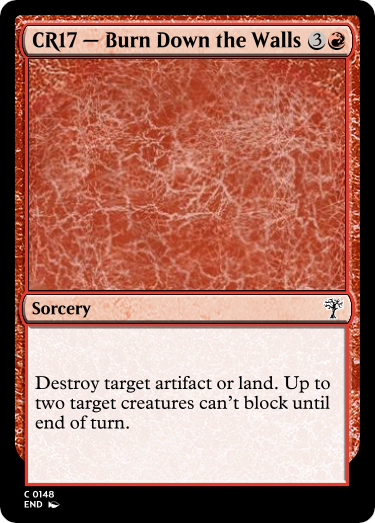 CR17 — Burn Down the Walls 3
Sorcery
Destroy target artifact or land. Up to
two target creatures can't block until
end of turn.
C 0148
END